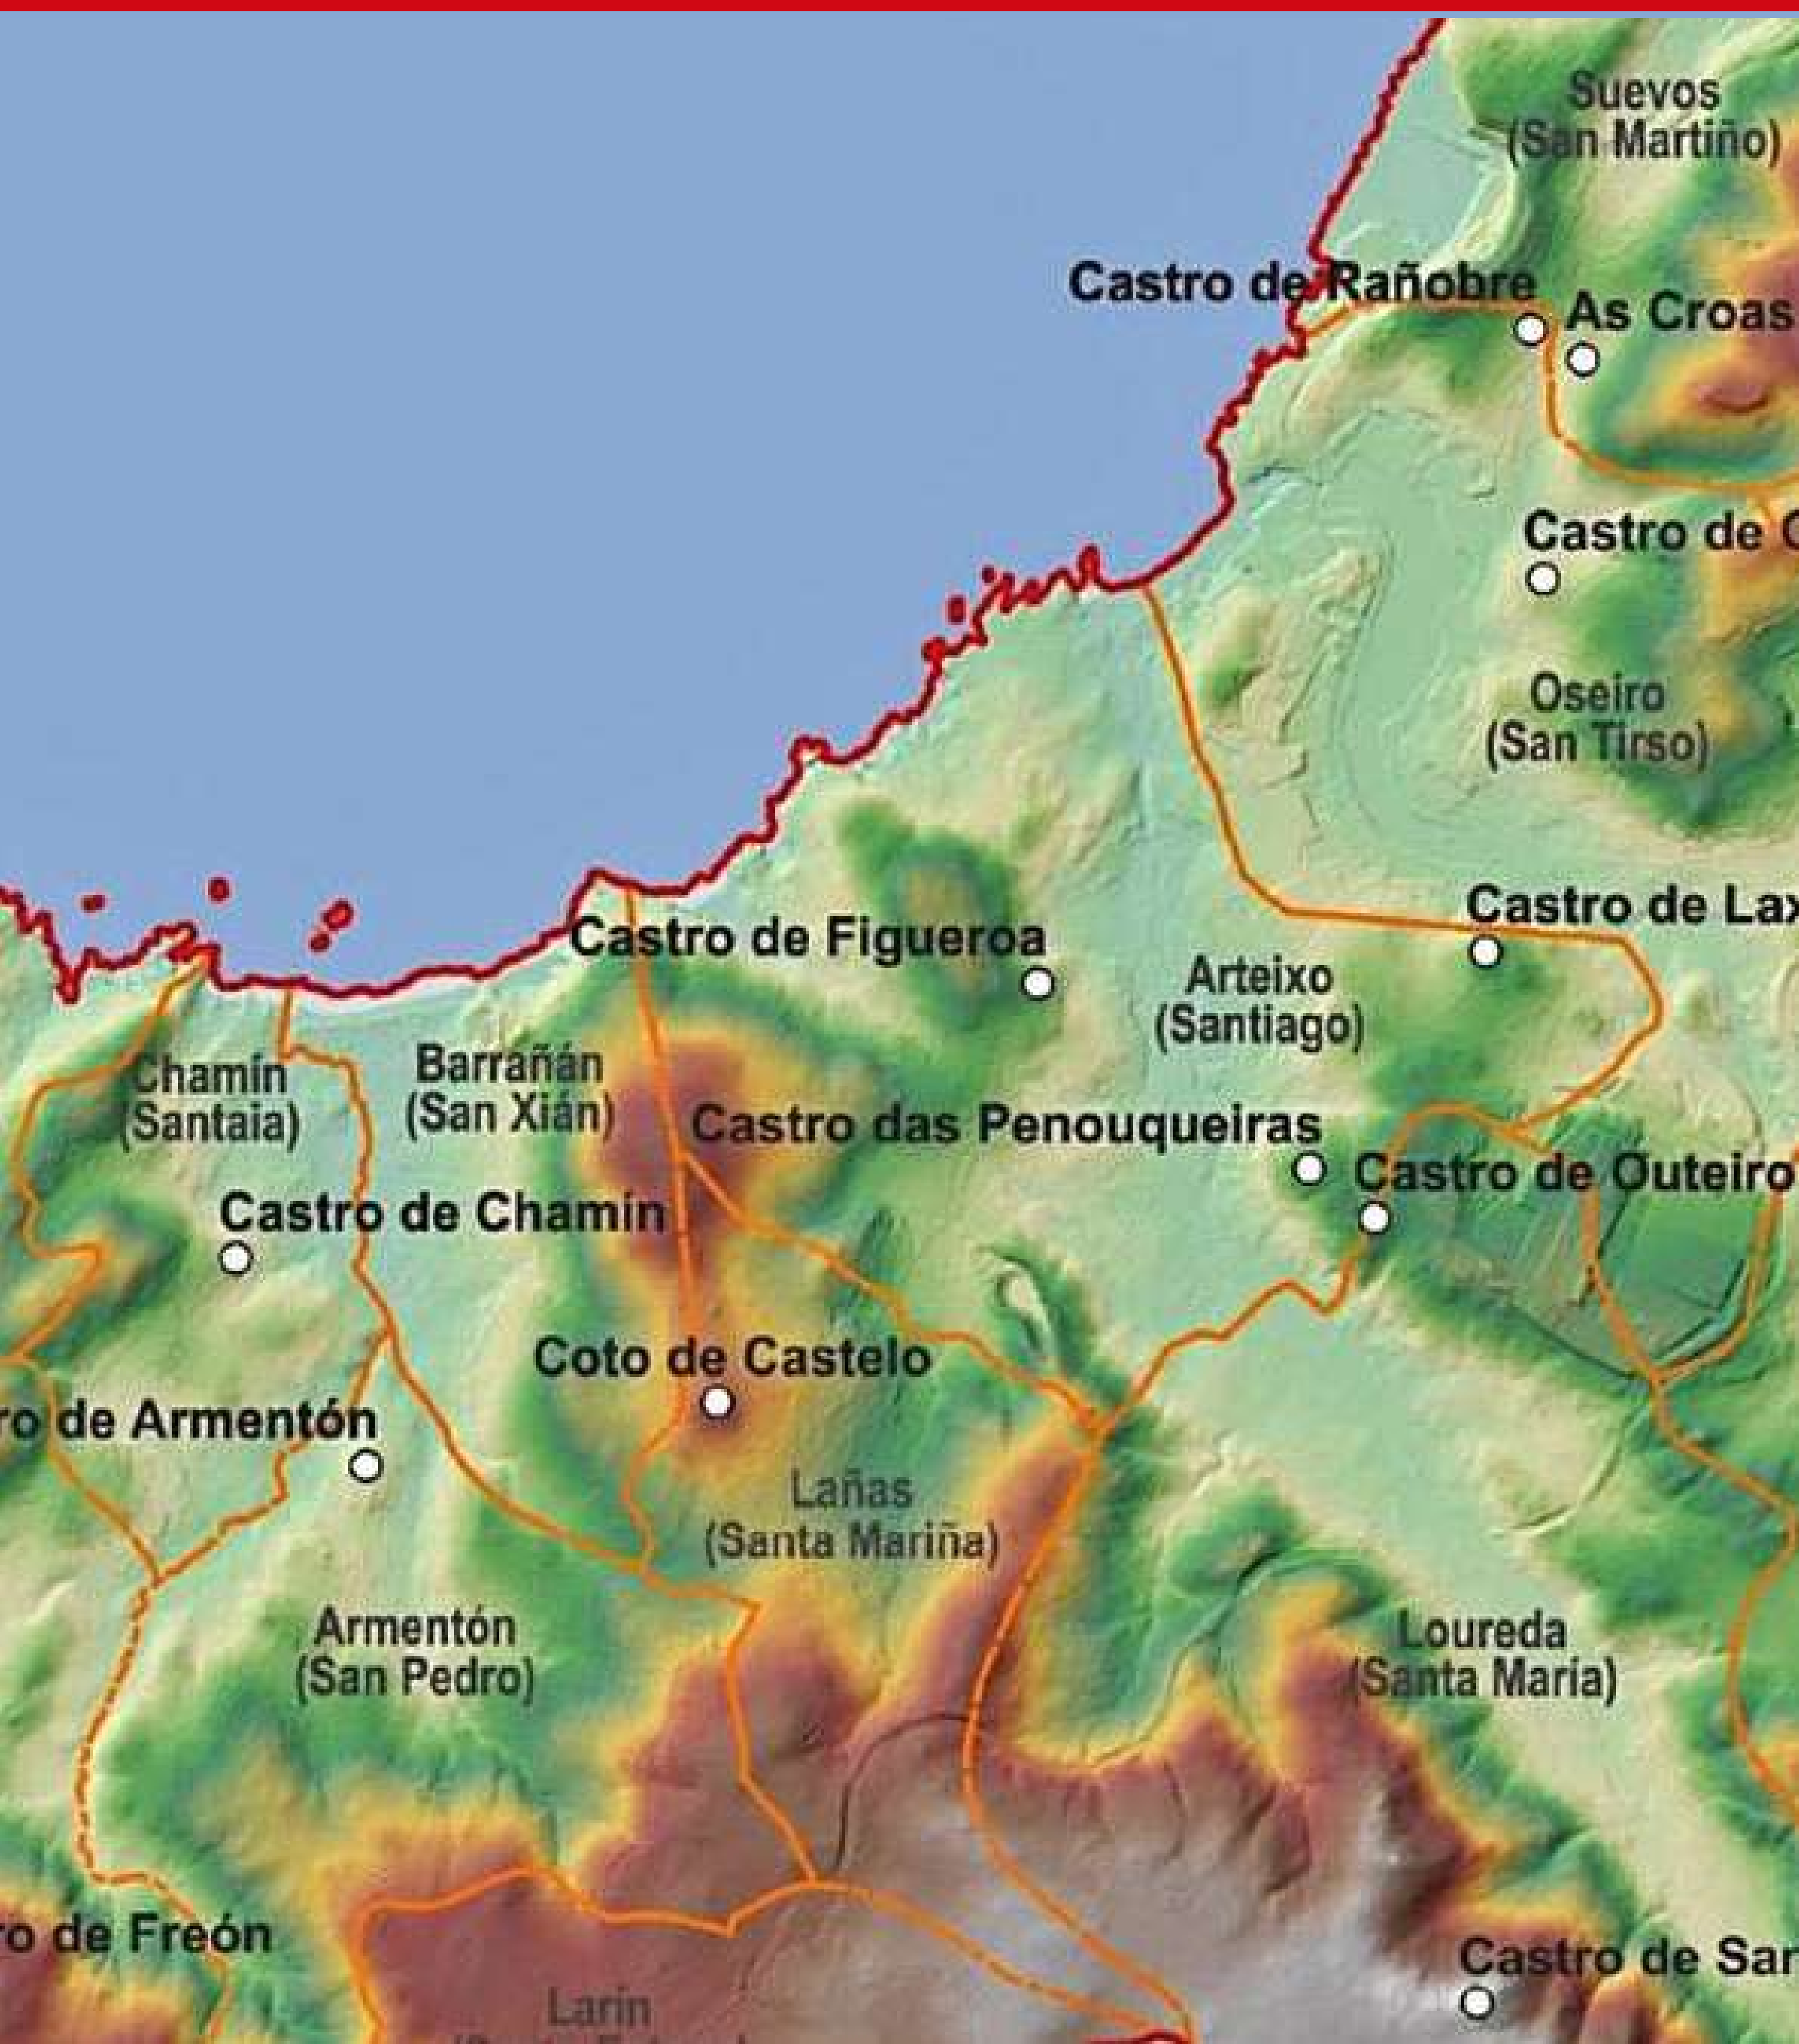 Suevos
(San Martiño)
Castro de Rañobre
As Croas
Castro de
Oseiro
(San Tirso)
Castro de Lax
Castro de Figueroa
Arteixo
(Santiago)
Chamín
(Santaia)
Barrañán
(San Xián)
Castro das Penouqueiras
Castro de Outeiro
Castro de Chamín
Coto de Castelo
ro de Armentón
Lañas
(Santa Mariña)
Armentón
(San Pedro)
Loureda
(Santa María)
ro de Freón
Castro de Sar
Larín